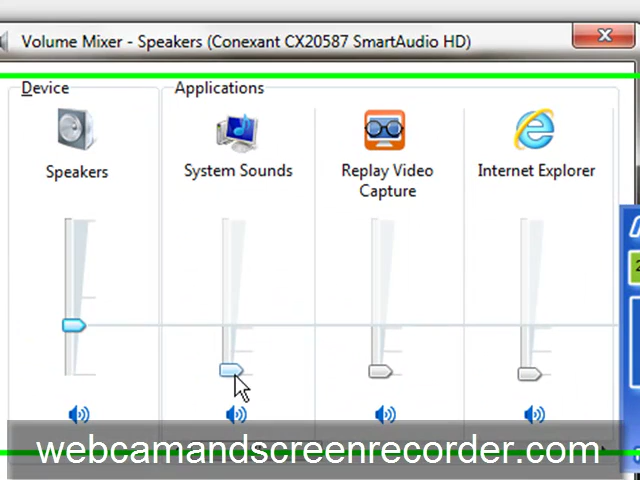 Volume Mixer - Speakers (Conexant CX20587 SmartAudio HD)
Device
Applications
Speakers
System Sounds
Replay Video
Capture
Internet Explorer
2
webcamandscreenrecorder.com